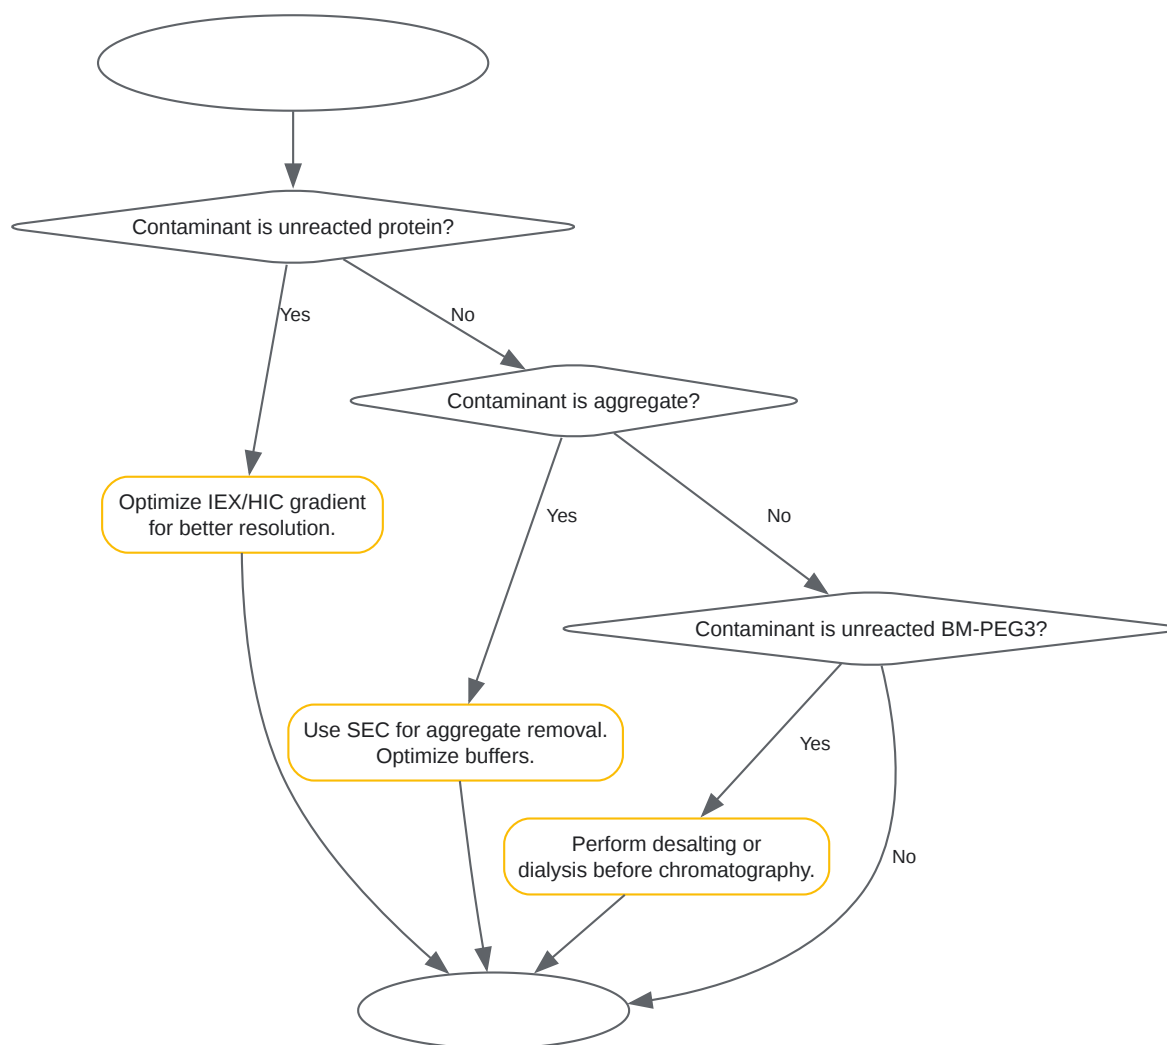 Contaminant is unreacted protein?
Yes
No
Contaminant is aggregate?
Optimize IEX/HIC gradient
for better resolution.
Yes
No
Contaminant is unreacted BM-PEG3?
Use SEC for aggregate removal.
Optimize buffers.
Yes
Perform desalting or
dialysis before chromatography.
No